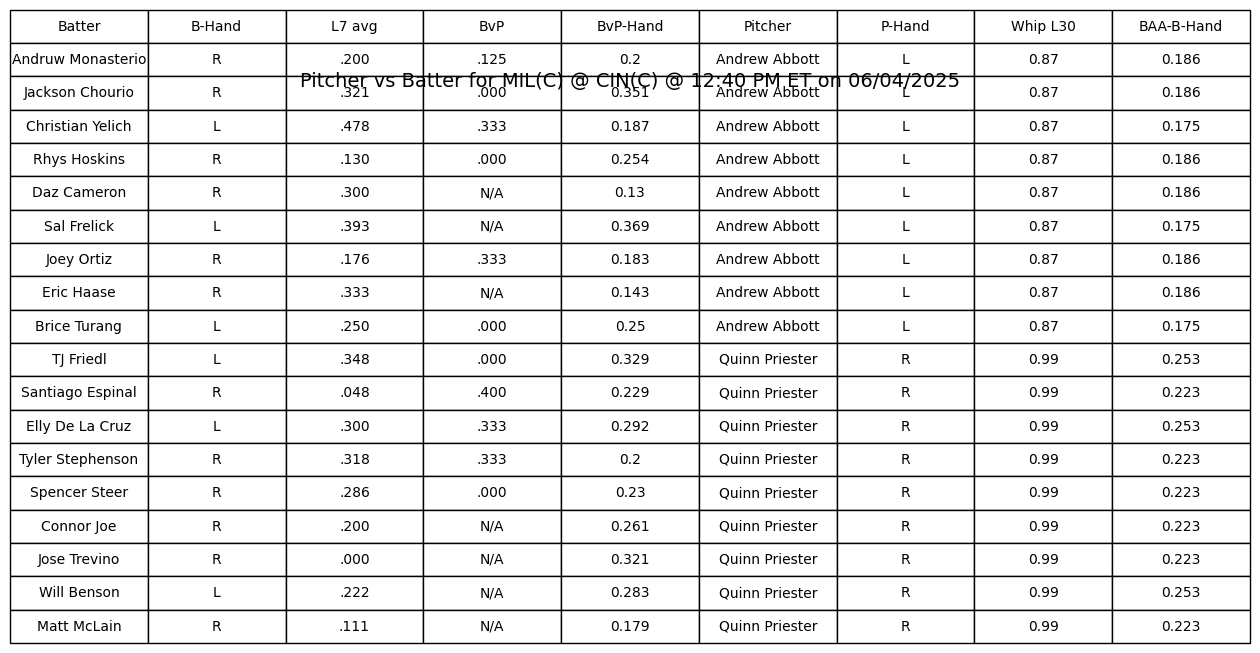 Batter B-Hand L7 avg BvP BvP-Hand Pitcher P-Hand Whip L30 BAA-B-Hand
Andruw Monasterio R .200 .125 0.2 Andrew Abbott L 0.87 0.186
Pitcher vs Batter for MIL(C) @ CIN(C) @ 12:40 PM ET on 06/04/2025
Jackson Chourio R .321 .000 0.351 Andrew Abbott L 0.87 0.186
Christian Yelich L .478 .333 0.187 Andrew Abbott L 0.87 0.175
Rhys Hoskins R .130 .000 0.254 Andrew Abbott L 0.87 0.186
Daz Cameron R .300 N/A 0.13 Andrew Abbott L 0.87 0.186
Sal Frelick L .393 N/A 0.369 Andrew Abbott L 0.87 0.175
Joey Ortiz R .176 .333 0.183 Andrew Abbott L 0.87 0.186
Eric Haase R .333 N/A 0.143 Andrew Abbott L 0.87 0.186
Brice Turang L .250 .000 0.25 Andrew Abbott L 0.87 0.175
TJ Friedl L .348 .000 0.329 Quinn Priester R 0.99 0.253
Santiago Espinal R .048 .400 0.229 Quinn Priester R 0.99 0.223
Elly De La Cruz L .300 .333 0.292 Quinn Priester R 0.99 0.253
Tyler Stephenson R .318 .333 0.2 Quinn Priester R 0.99 0.223
Spencer Steer R .286 .000 0.23 Quinn Priester R 0.99 0.223
Connor Joe R .200 N/A 0.261 Quinn Priester R 0.99 0.223
Jose Trevino R .000 N/A 0.321 Quinn Priester R 0.99 0.223
Will Benson L .222 N/A 0.283 Quinn Priester R 0.99 0.253
Matt McLain R .111 N/A 0.179 Quinn Priester R 0.99 0.223